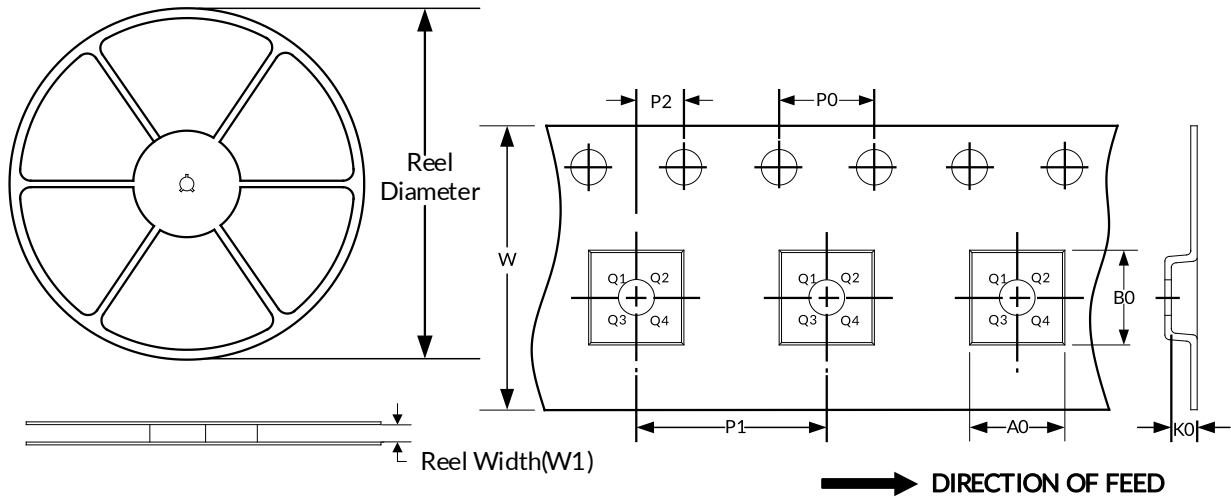 Reel
Diameter
Reel Width(W1)
P2
P0
W
Q1 Q2
Q3 Q4
Q1 Q2
Q3 Q4
Q1 Q2
Q3 Q4
B0
P1
A0
K0
DIRECTION OF FEED